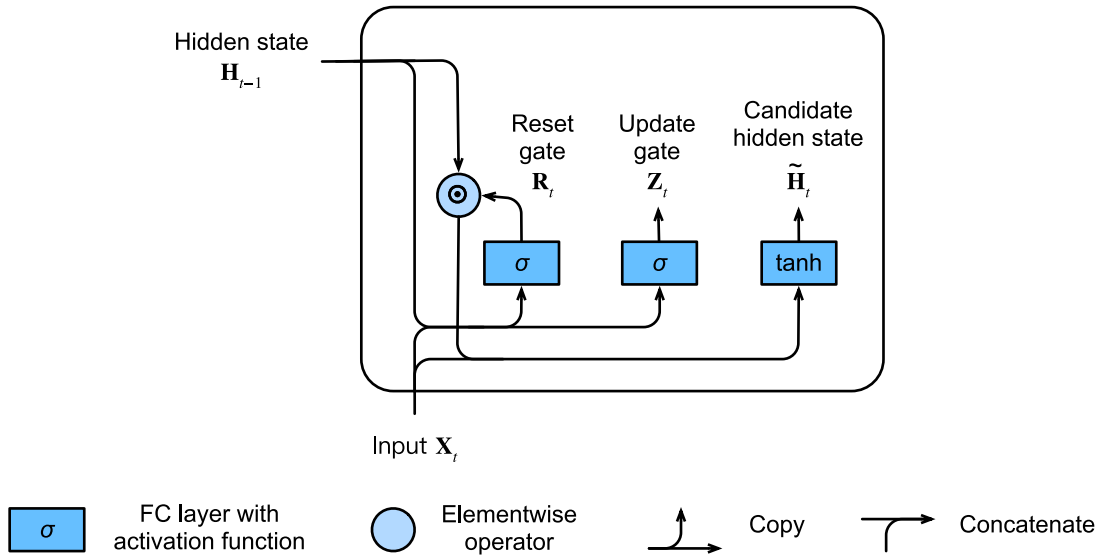 Hidden state
H_{t−1}
Reset
gate
R_t
Update
gate
Z_t
Candidate
hidden state
H̃_t
σ
σ
tanh
Input X_t
σ
FC layer with
activation function
Elementwise
operator
Copy
Concatenate